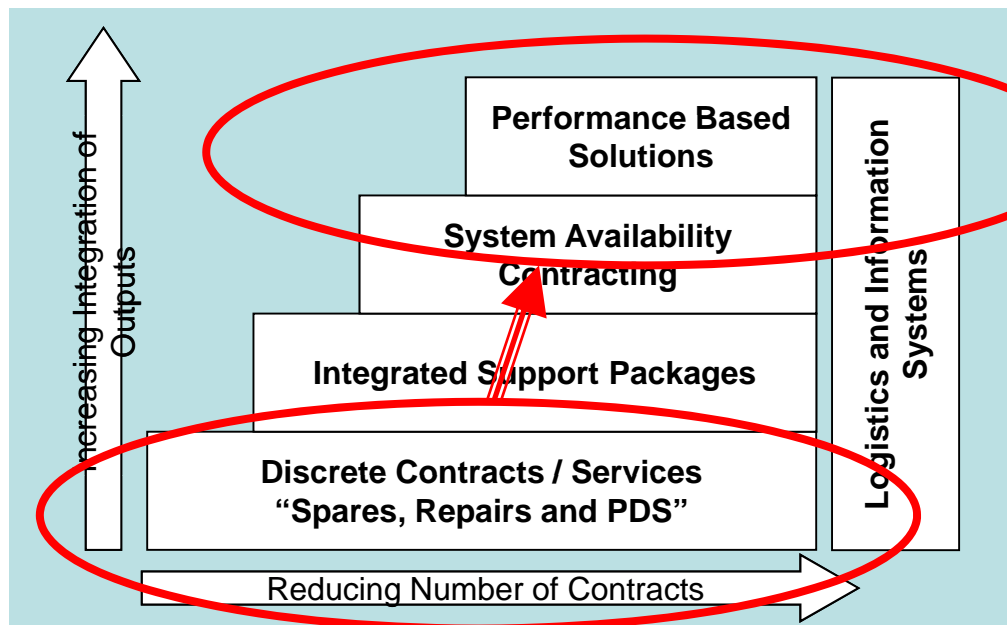 Increasing Integration of
Outputs
Performance Based
Solutions
System Availability
Contracting
Integrated Support Packages
Discrete Contracts / Services
“Spares, Repairs and PDS”
Logistics and Information
Systems
Reducing Number of Contracts